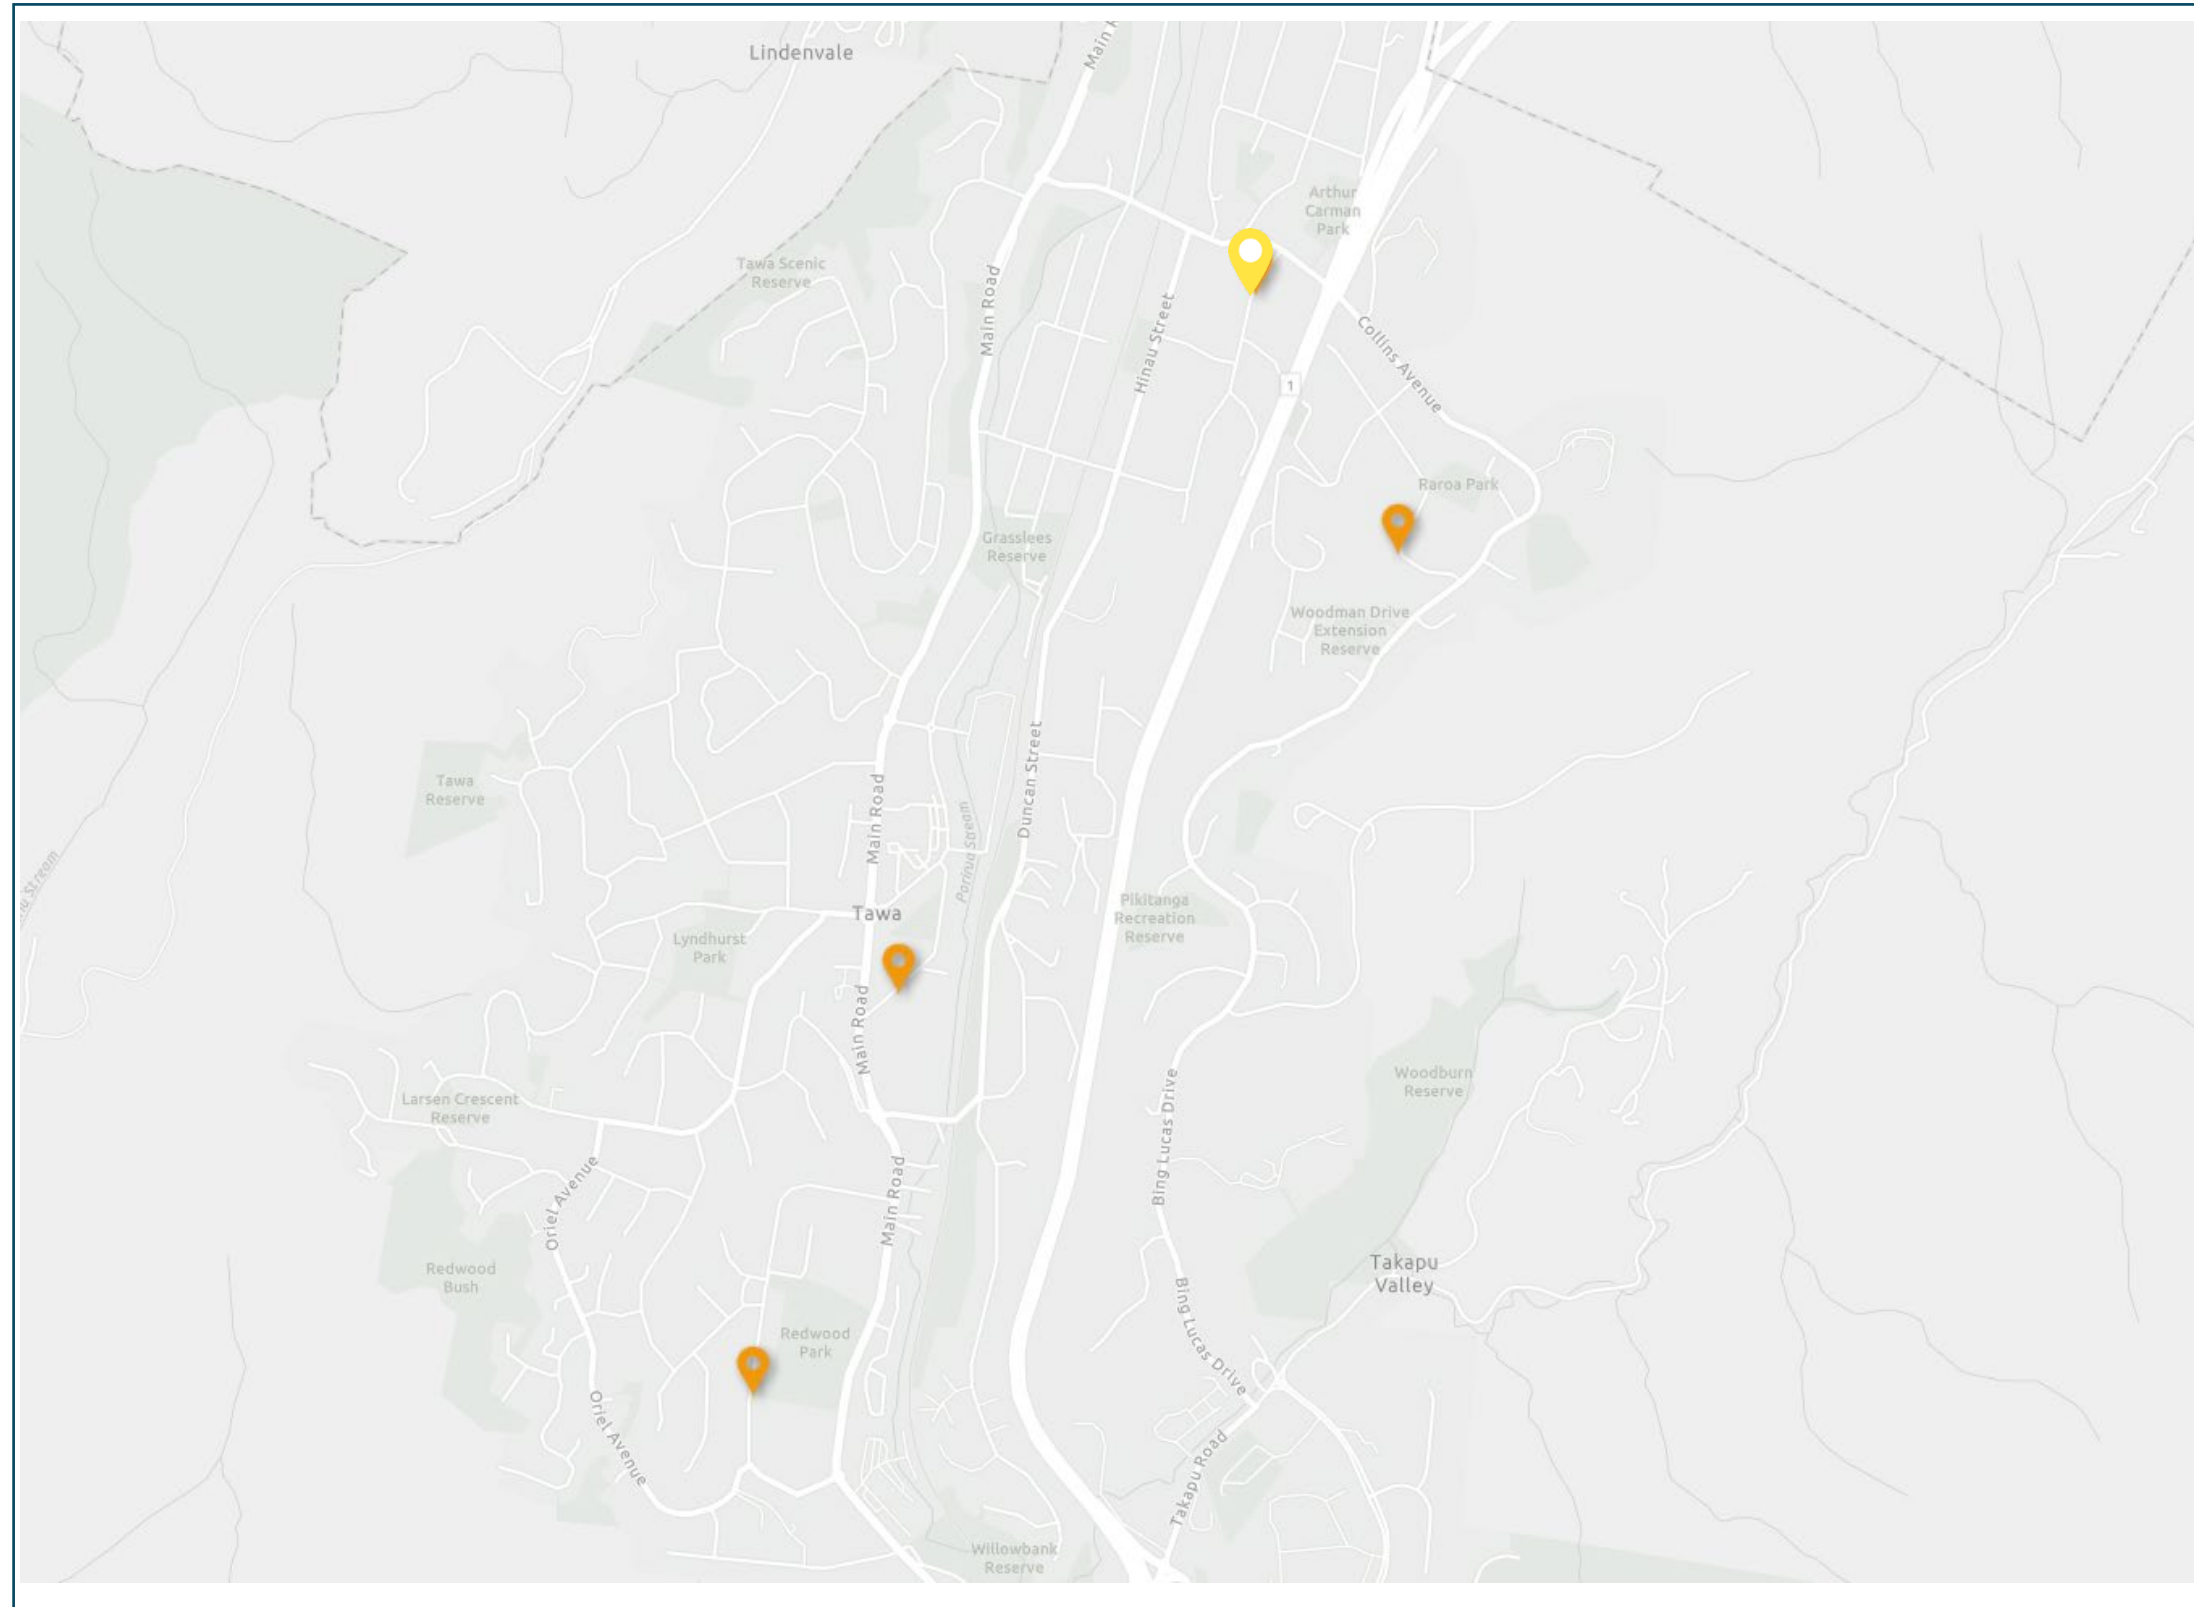 Lindenvale
Main R
Arthur
Carman
Park
Tawa Scenic
Reserve
Main Road
Hinau Street
Collins Avenue
1
Raroa Park
Grasslees
Reserve
Woodman Drive
Extension
Reserve
Tawa
Reserve
Main Road
Duncan Street
Porirua Stream
Stream
Tawa
Pikitanga
Recreation
Reserve
Lyndhurst
Park
Main Road
Larsen Crescent
Reserve
Woodburn
Reserve
Bing Lucas Drive
Oriel Avenue
Main Road
Redwood
Bush
Takapu
Valley
Bing Lucas Drive
Redwood
Park
Oriel Avenue
Takapu Road
Willowbank
Reserve